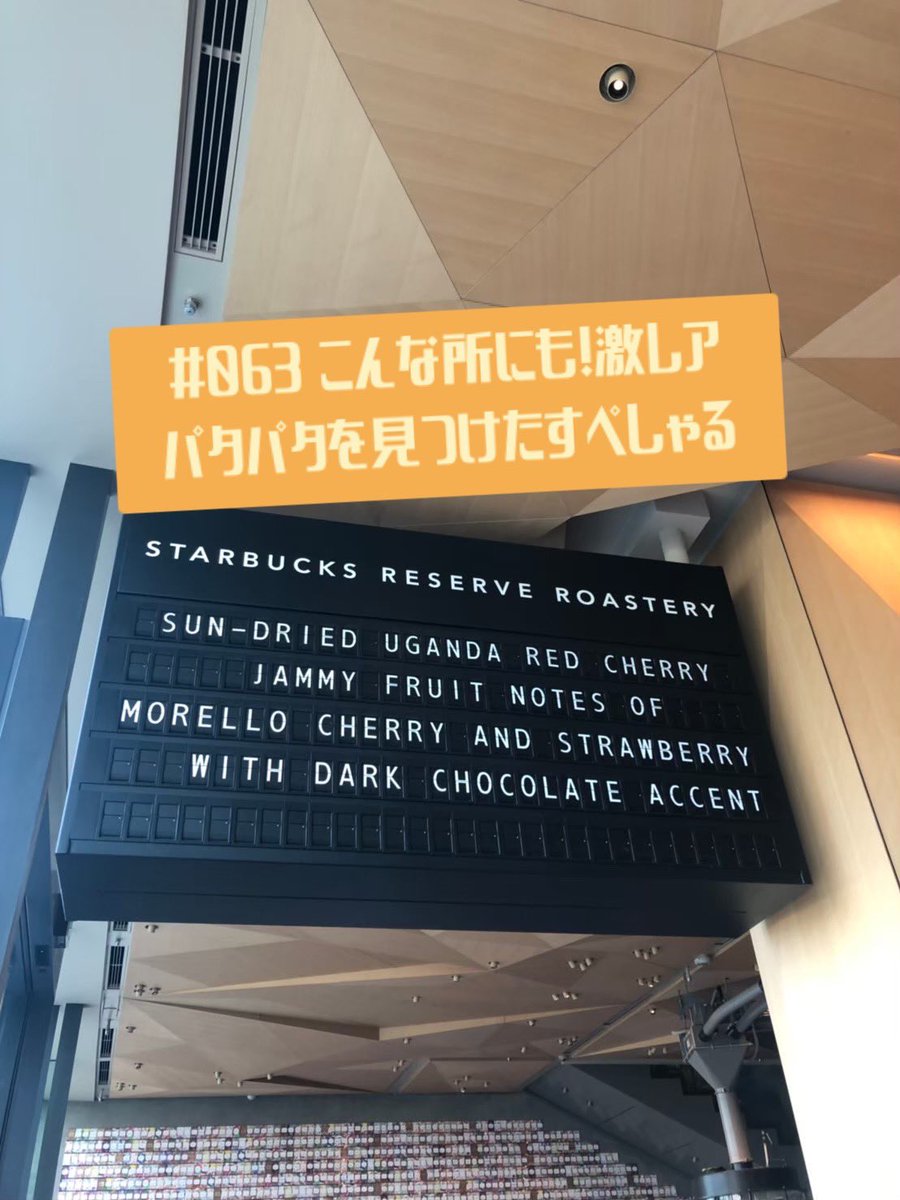 #063 こんな所にも!激レア
パタパタを見つけたすぺしゃる
STARBUCKS RESERVE ROASTERY
SUN-DRIED UGANDA RED CHERRY
JAMMY FRUIT NOTES OF
MORELLO CHERRY AND STRAWBERRY
WITH DARK CHOCOLATE ACCENT